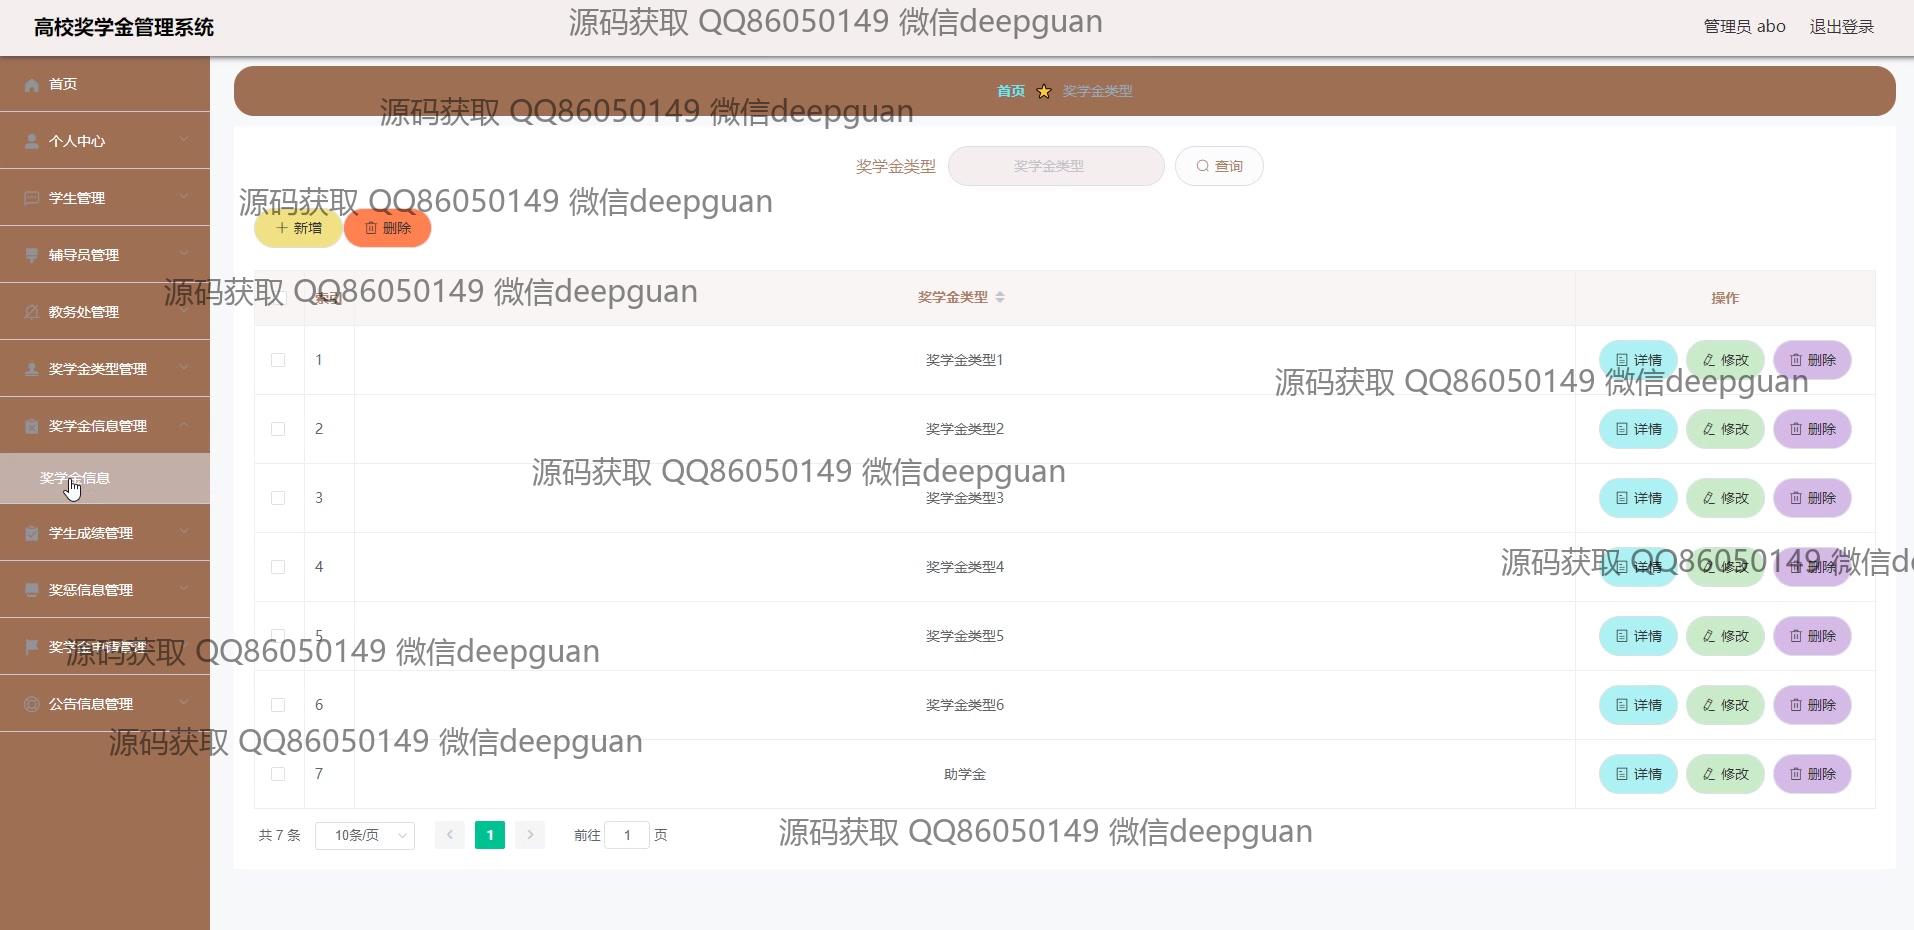 高校奖学金管理系统
源码获取 QQ86050149 微信deepguan
管理员 abo
退出登录
首页
个人中心
学生管理
辅导员管理
教务处管理
奖学金类型管理
奖学金信息管理
奖学金信息
学生成绩管理
奖惩信息管理
奖学金申请管理
公告信息管理
首页 奖学金类型
源码获取 QQ86050149 微信deepguan
奖学金类型 奖学金类型 查询
源码获取 QQ86050149 微信deepguan
新增 删除
源码获取 QQ86050149 微信deepguan
索引 奖学金类型 操作
1 奖学金类型1 详情 修改 删除
源码获取 QQ86050149 微信deepguan
2 奖学金类型2 详情 修改 删除
源码获取 QQ86050149 微信deepguan
3 奖学金类型3 详情 修改 删除
源码获取 QQ86050149 微信de
4 奖学金类型4 详情 修改 删除
5 奖学金类型5 详情 修改 删除
源码获取 QQ86050149 微信deepguan
6 奖学金类型6 详情 修改 删除
源码获取 QQ86050149 微信deepguan
7 助学金 详情 修改 删除
共 7 条 10条/页 1 前往 1 页
源码获取 QQ86050149 微信deepguan